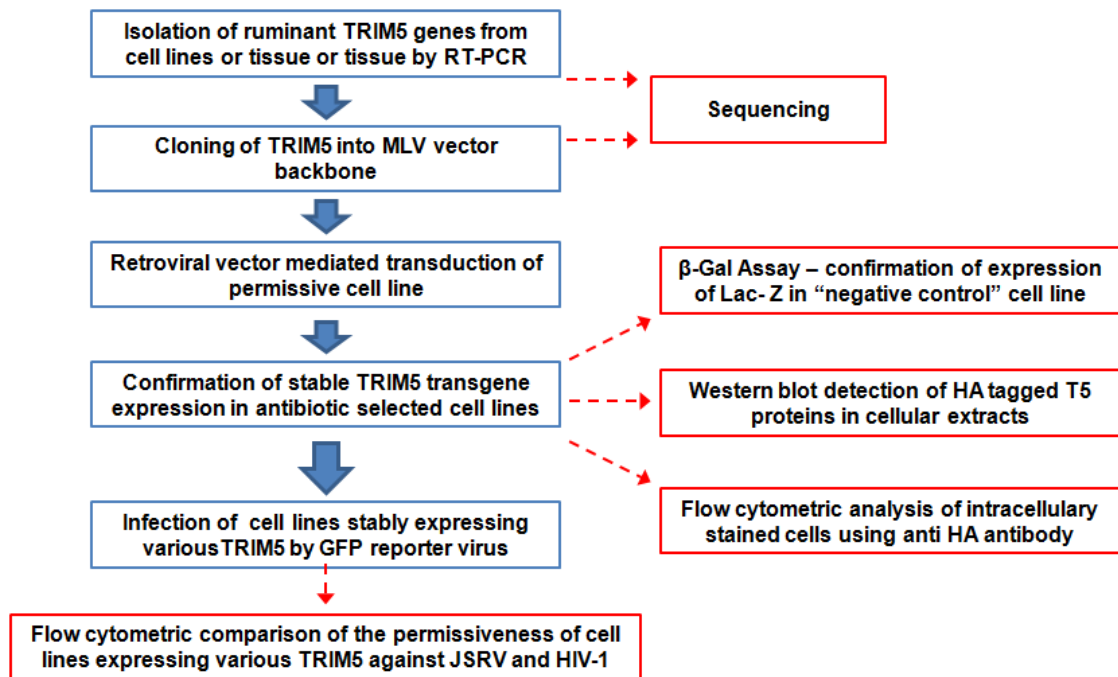 Isolation of ruminant TRIM5 genes from
cell lines or tissue or tissue by RT-PCR
Sequencing
Cloning of TRIM5 into MLV vector
backbone
Retroviral vector mediated transduction of
permissive cell line
β-Gal Assay – confirmation of expression
of Lac- Z in “negative control” cell line
Confirmation of stable TRIM5 transgene
expression in antibiotic selected cell lines
Western blot detection of HA tagged T5
proteins in cellular extracts
Flow cytometric analysis of intracellulary
stained cells using anti HA antibody
Infection of cell lines stably expressing
various TRIM5 by GFP reporter virus
Flow cytometric comparison of the permissiveness of cell
lines expressing various TRIM5 against JSRV and HIV-1